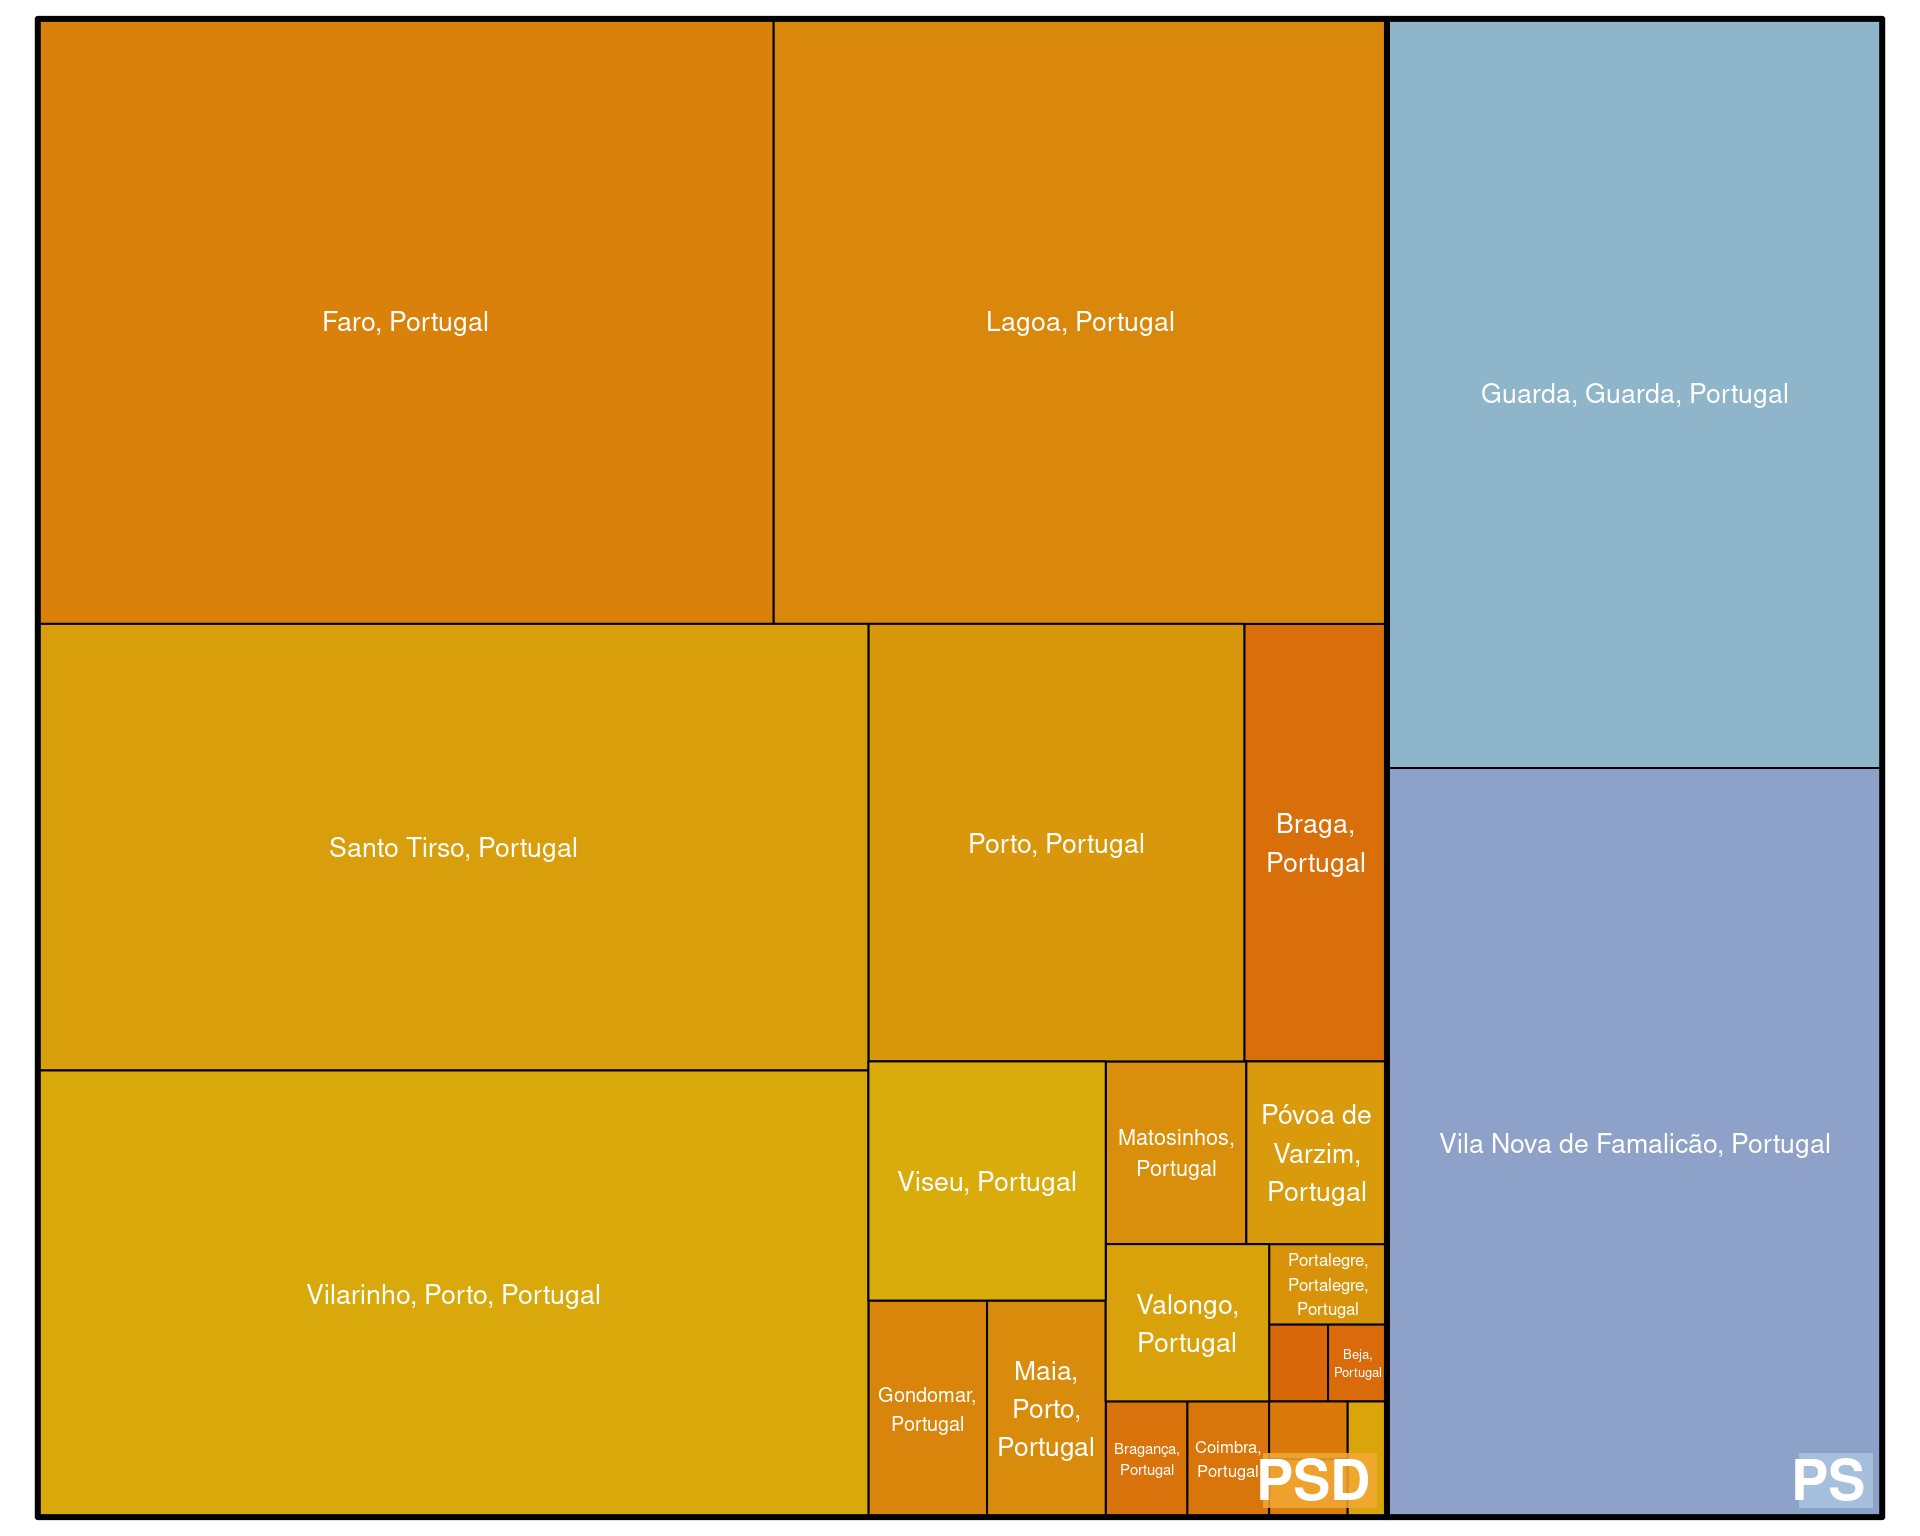 Faro, Portugal
Lagoa, Portugal
Guarda, Guarda, Portugal
Santo Tirso, Portugal
Porto, Portugal
Braga,
Portugal
Vila Nova de Famalicão, Portugal
Vilarinho, Porto, Portugal
Viseu, Portugal
Matosinhos,
Portugal
Póvoa de
Varzim,
Portugal
Valongo,
Portugal
Portalegre,
Portalegre,
Portugal
Beja,
Portugal
Gondomar,
Portugal
Maia,
Porto,
Portugal
Bragança,
Portugal
Coimbra,
Portugal
PSD
PS